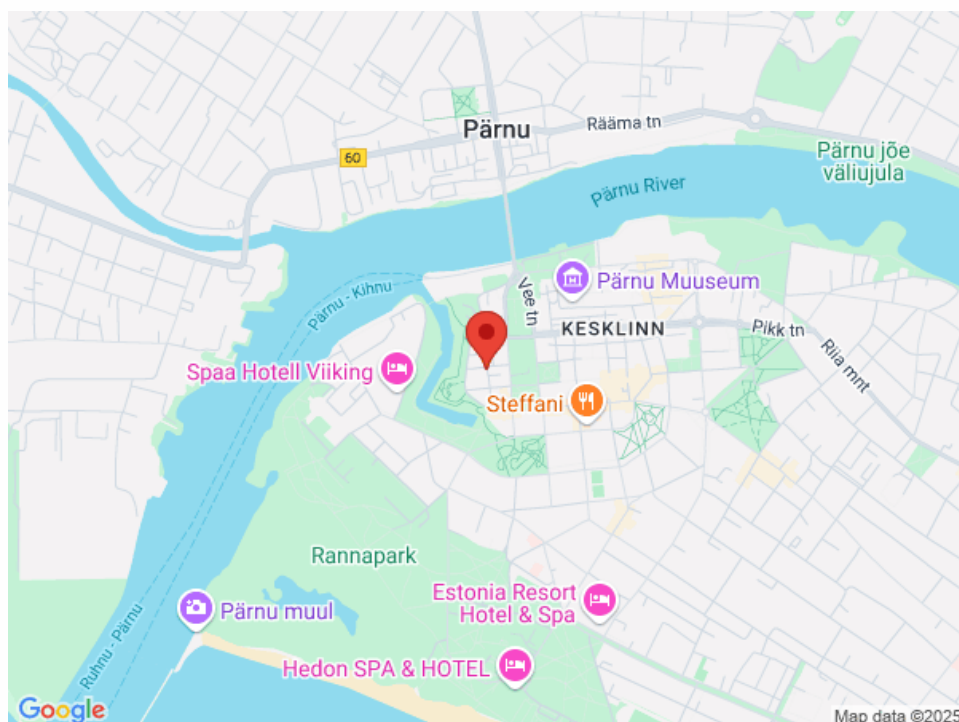 Pärnu
Rääma tn
60
Pärnu jõe
väliujula
Pärnu River
Pärnu - Kihnu
Vee tn
Pärnu Muuseum
KESKLINN
Pikk tn
Riia mnt
Spaa Hotell Viiking
Steffani
Rannapark
Estonia Resort
Hotel & Spa
Pärnu muul
Hedon SPA & HOTEL
Ruhnu - Pärnu
Google
Map data ©2025